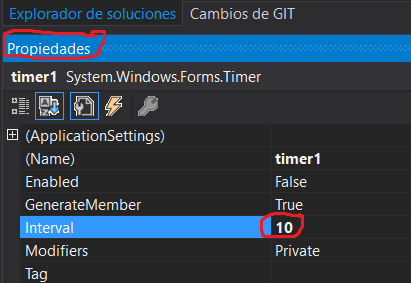 Explorador de soluciones Cambios de GIT
Propiedades
timer1 System.Windows.Forms.Timer
(ApplicationSettings)
(Name) timer1
Enabled False
GenerateMember True
Interval 10
Modifiers Private
Tag